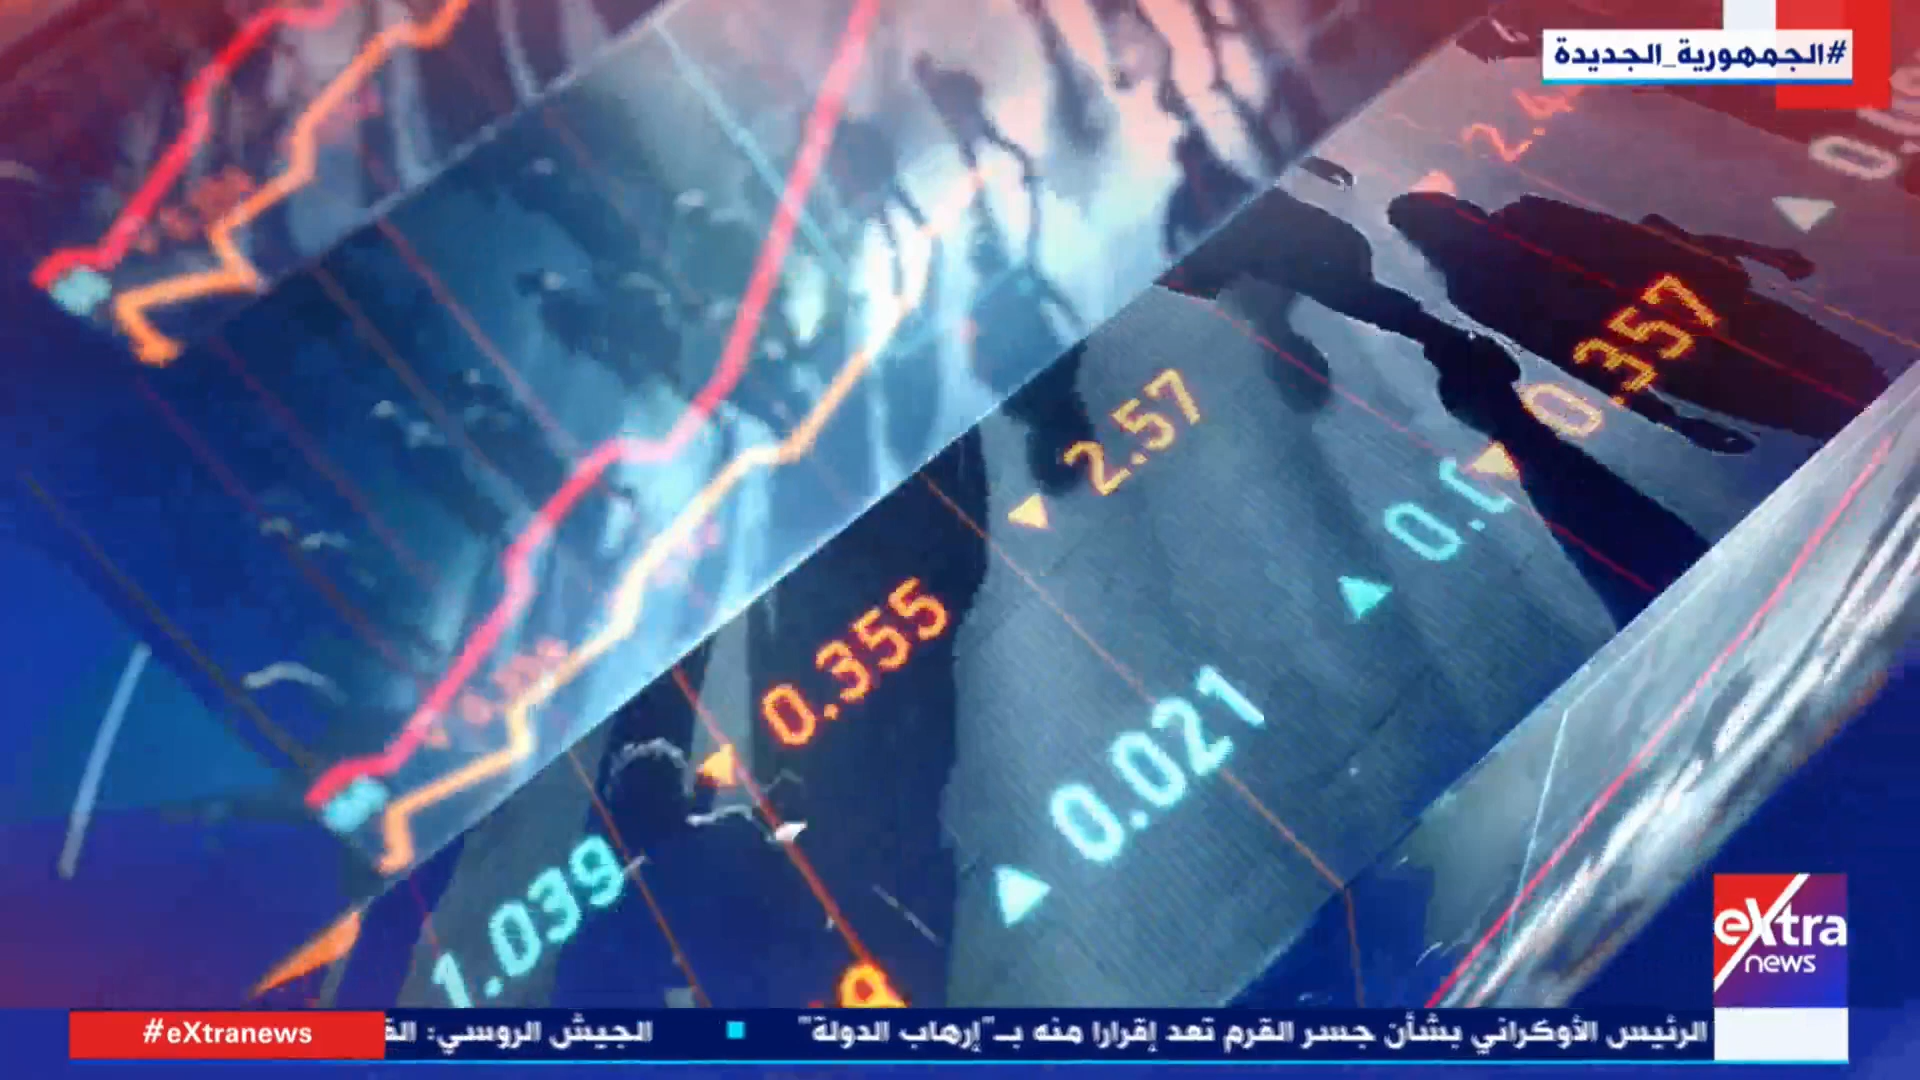 #الجمهورية_الجديدة
0.357
2.57
0.355
0.021
1.039
eXtra
news
الرئيس الأوكراني بشأن جسر القرم تعد إقرارا منه بـ"إرهاب الدولة"
الجيش الروسي:
#eXtranews